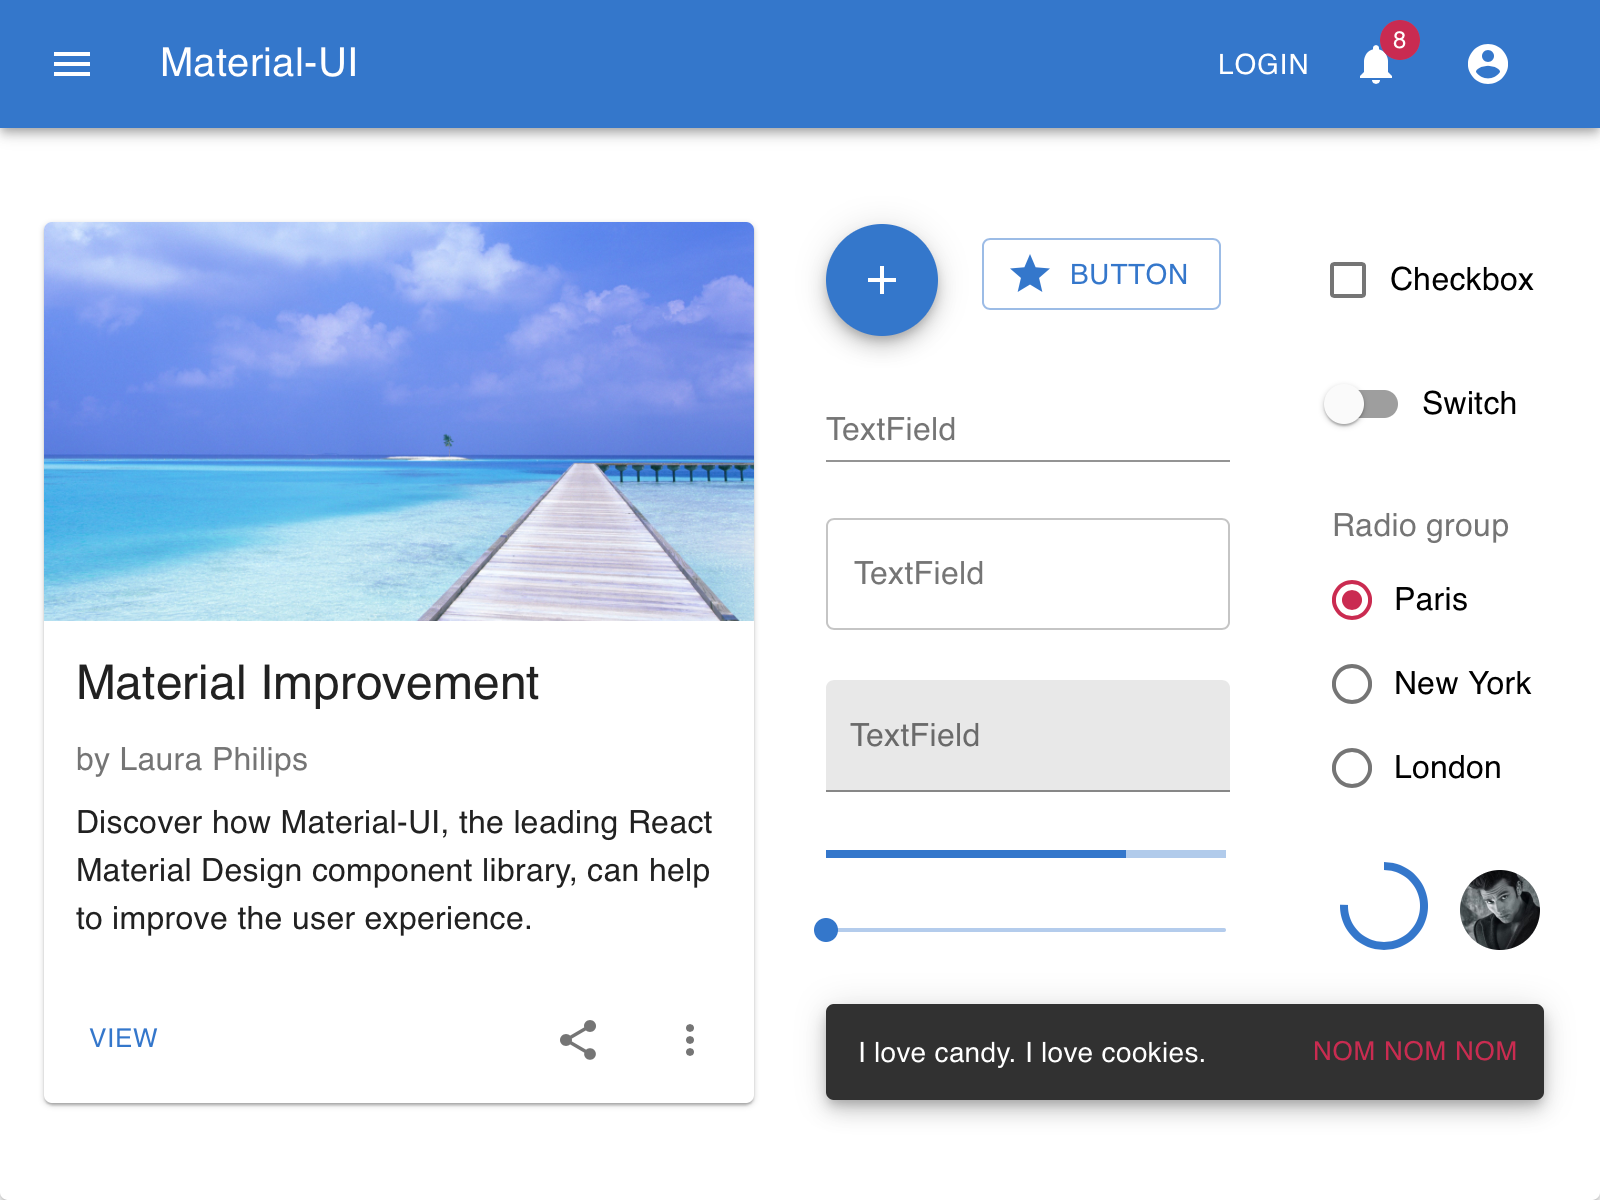 Material-UI
LOGIN
8
BUTTON
Checkbox
TextField
Switch
TextField
Radio group
Paris
TextField
New York
London
Material Improvement
by Laura Philips
Discover how Material-UI, the leading React
Material Design component library, can help
to improve the user experience.
VIEW
I love candy. I love cookies.
NOM NOM NOM